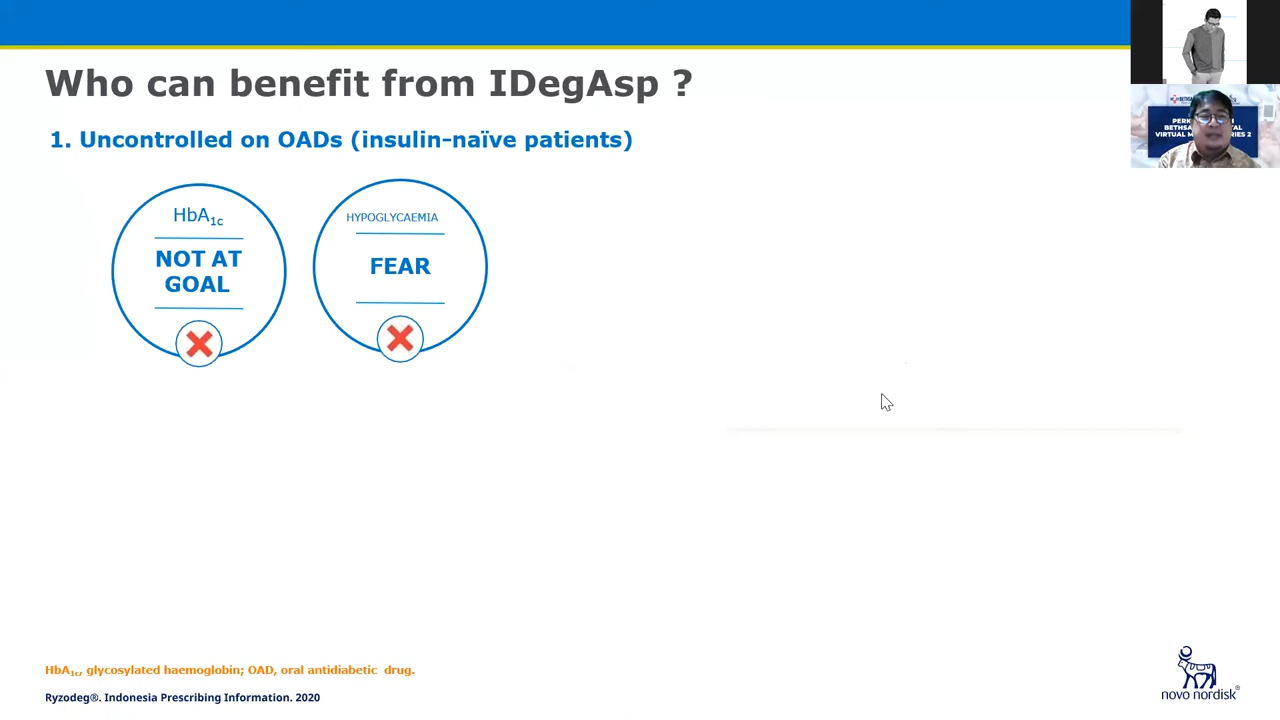 Who can benefit from IDegAsp ?
1. Uncontrolled on OADs (insulin-naïve patients)
HbA1c
NOT AT
GOAL
HYPOGLYCAEMIA
FEAR
HbA1c, glycosylated haemoglobin; OAD, oral antidiabetic drug.
Ryzodeg®. Indonesia Prescribing Information. 2020
novo nordisk®